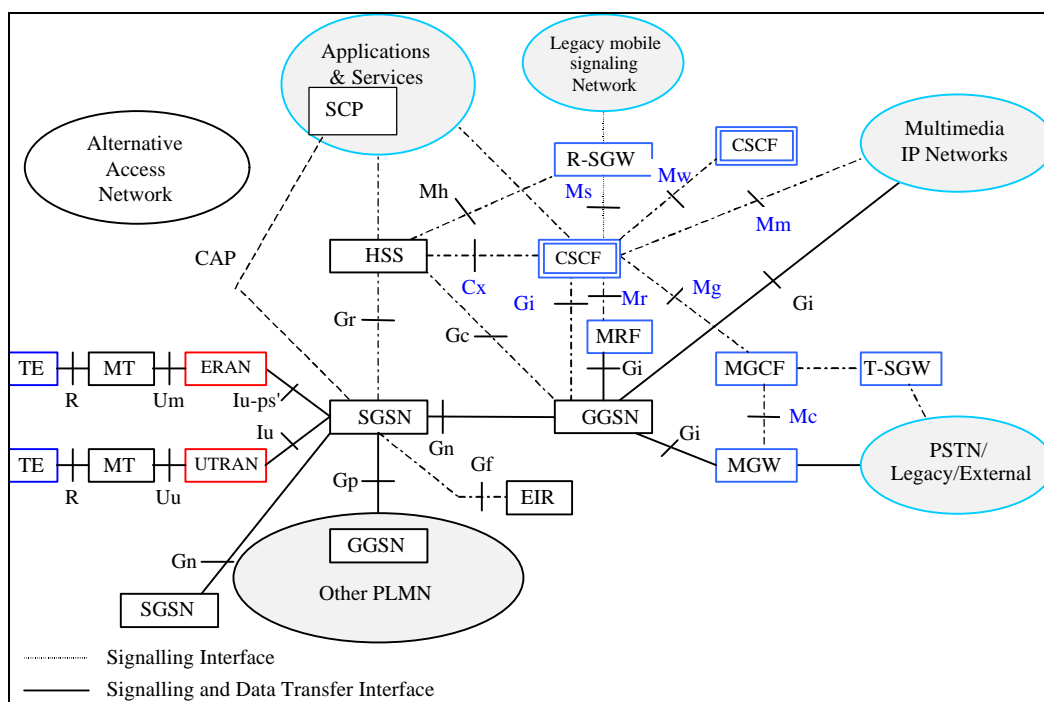 Applications
& Services
SCP
Legacy mobile
signaling
Network
Alternative
Access
Network
R-SGW
CSCF
Multimedia
IP Networks
Mh
Ms
Mw
Mm
CAP
HSS
CSCF
Cx
Gi
Mr
Mg
Gi
Gr
Gc
MRF
TE
MT
ERAN
Gi
MGCF
T-SGW
R
Um
Iu-ps'
SGSN
GGSN
Mc
Iu
Gn
Gi
TE
MT
UTRAN
MGW
PSTN/
Legacy/External
R
Uu
Gp
Gf
EIR
GGSN
Gn
Other PLMN
SGSN
Signalling Interface
Signalling and Data Transfer Interface